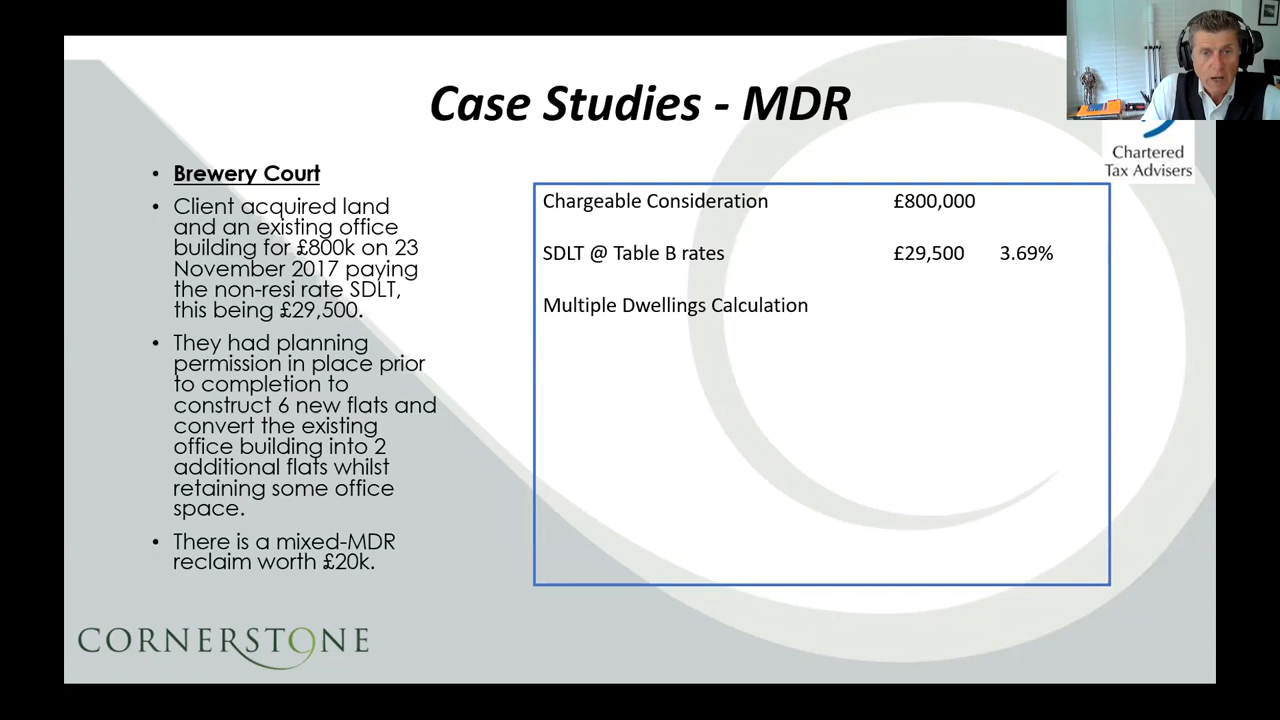 Case Studies - MDR
Chartered
Tax Advisers
• Brewery Court
• Client acquired land
and an existing office
building for £800k on 23
November 2017 paying
the non-resi rate SDLT,
this being £29,500.
• They had planning
permission in place prior
to completion to
construct 6 new flats and
convert the existing
office building into 2
additional flats whilst
retaining some office
space.
• There is a mixed-MDR
reclaim worth £20k.
Chargeable Consideration £800,000
SDLT @ Table B rates £29,500 3.69%
Multiple Dwellings Calculation
CORNERSTONE